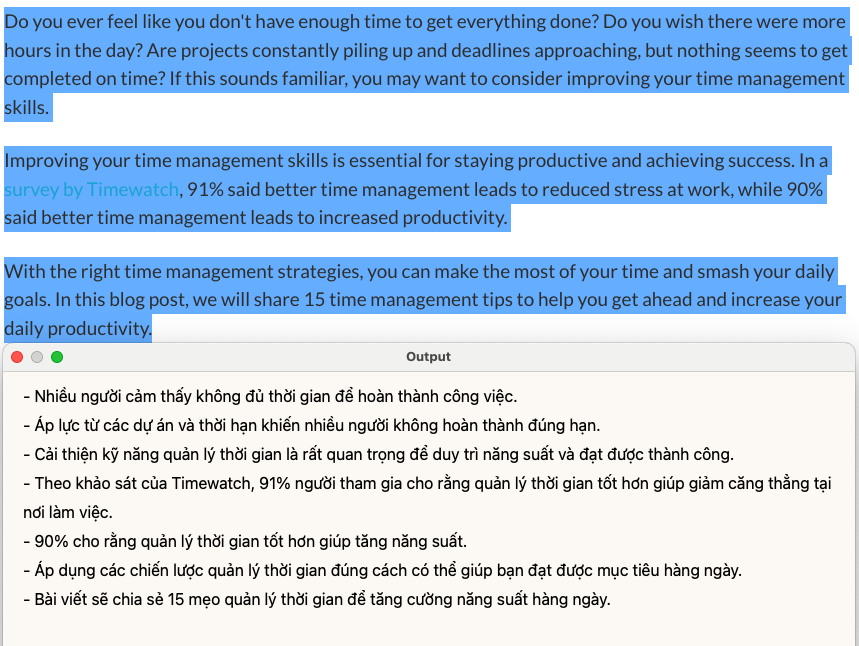 Do you ever feel like you don't have enough time to get everything done? Do you wish there were more
hours in the day? Are projects constantly piling up and deadlines approaching, but nothing seems to get
completed on time? If this sounds familiar, you may want to consider improving your time management
skills.
Improving your time management skills is essential for staying productive and achieving success. In a
survey by Timewatch, 91% said better time management leads to reduced stress at work, while 90%
said better time management leads to increased productivity.
With the right time management strategies, you can make the most of your time and smash your daily
goals. In this blog post, we will share 15 time management tips to help you get ahead and increase your
daily productivity.
Output
- Nhiều người cảm thấy không đủ thời gian để hoàn thành công việc.
- Áp lực từ các dự án và thời hạn khiến nhiều người không hoàn thành đúng hạn.
- Cải thiện kỹ năng quản lý thời gian là rất quan trọng để duy trì năng suất và đạt được thành công.
- Theo khảo sát của Timewatch, 91% người tham gia cho rằng quản lý thời gian tốt hơn giúp giảm căng thẳng tại
nơi làm việc.
- 90% cho rằng quản lý thời gian tốt hơn giúp tăng năng suất.
- Áp dụng các chiến lược quản lý thời gian đúng cách có thể giúp bạn đạt được mục tiêu hàng ngày.
- Bài viết sẽ chia sẻ 15 mẹo quản lý thời gian để tăng cường năng suất hàng ngày.